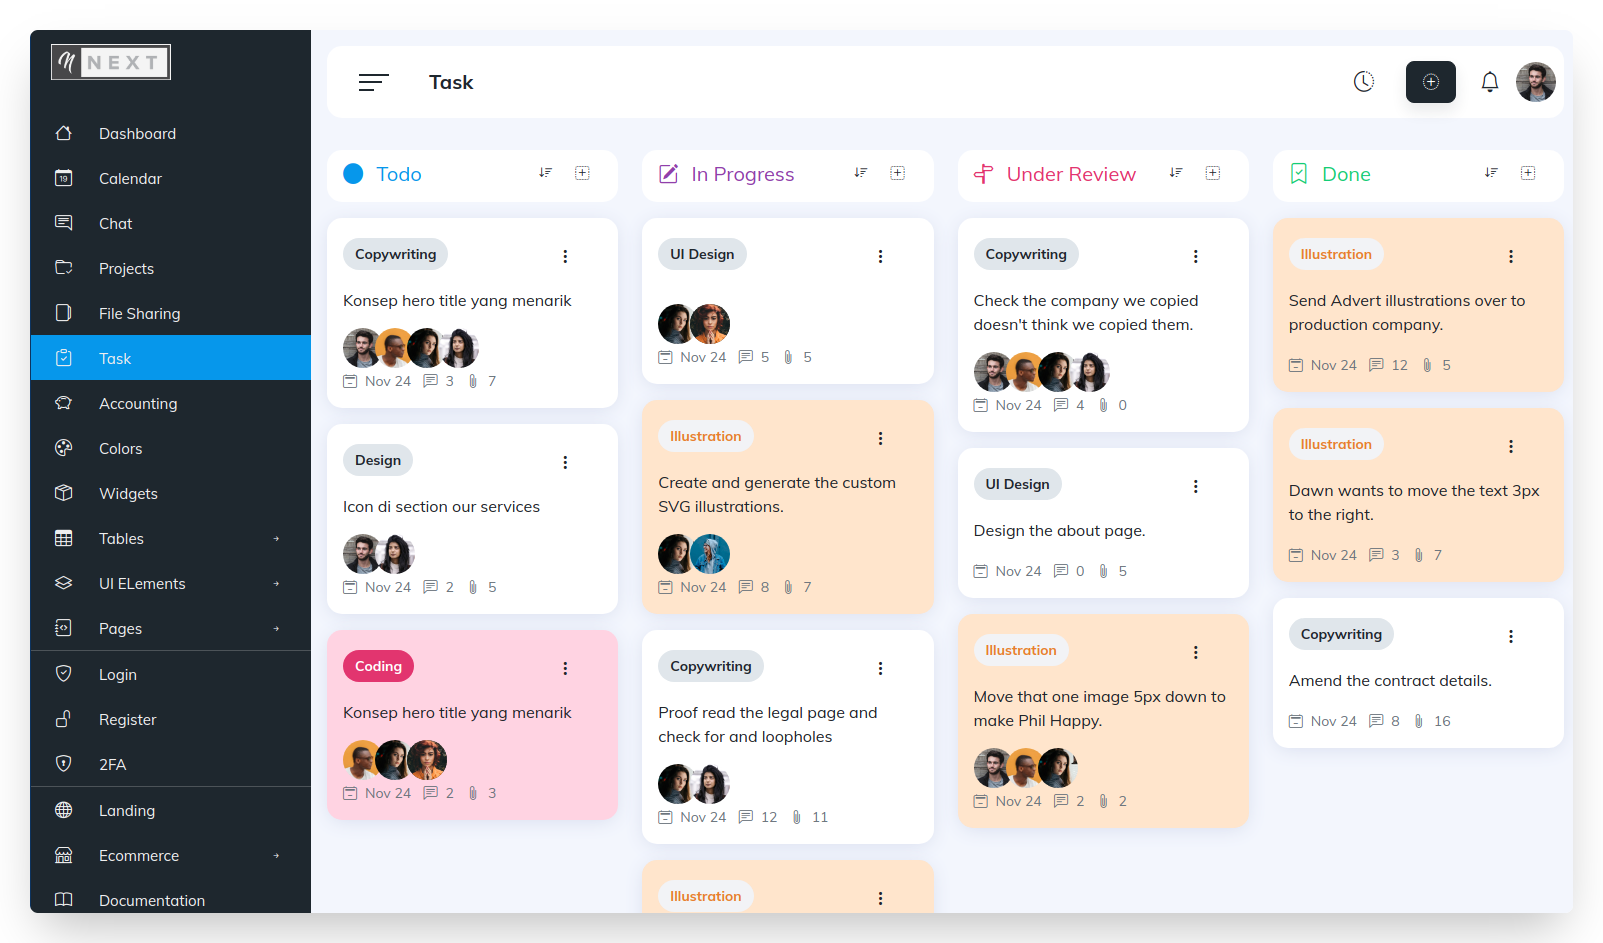 NEXT
Dashboard
19
Calendar
Chat
Projects
File Sharing
Task
Accounting
Colors
Widgets
Tables
UI ELements
Pages
Login
Register
2FA
Landing
Ecommerce
Documentation
Task
Todo
Copywriting
Konsep hero title yang menarik
Nov 24 3 7
Design
Icon di section our services
Nov 24 2 5
Coding
Konsep hero title yang menarik
Nov 24 2 3
In Progress
UI Design
Nov 24 5 5
Illustration
Create and generate the custom
SVG illustrations.
Nov 24 8 7
Copywriting
Proof read the legal page and
check for and loopholes
Nov 24 12 11
Illustration
Under Review
Copywriting
Check the company we copied
doesn't think we copied them.
Nov 24 4 0
UI Design
Design the about page.
Nov 24 0 5
Illustration
Move that one image 5px down to
make Phil Happy.
Nov 24 2 2
Done
Illustration
Send Advert illustrations over to
production company.
Nov 24 12 5
Illustration
Dawn wants to move the text 3px
to the right.
Nov 24 3 7
Copywriting
Amend the contract details.
Nov 24 8 16